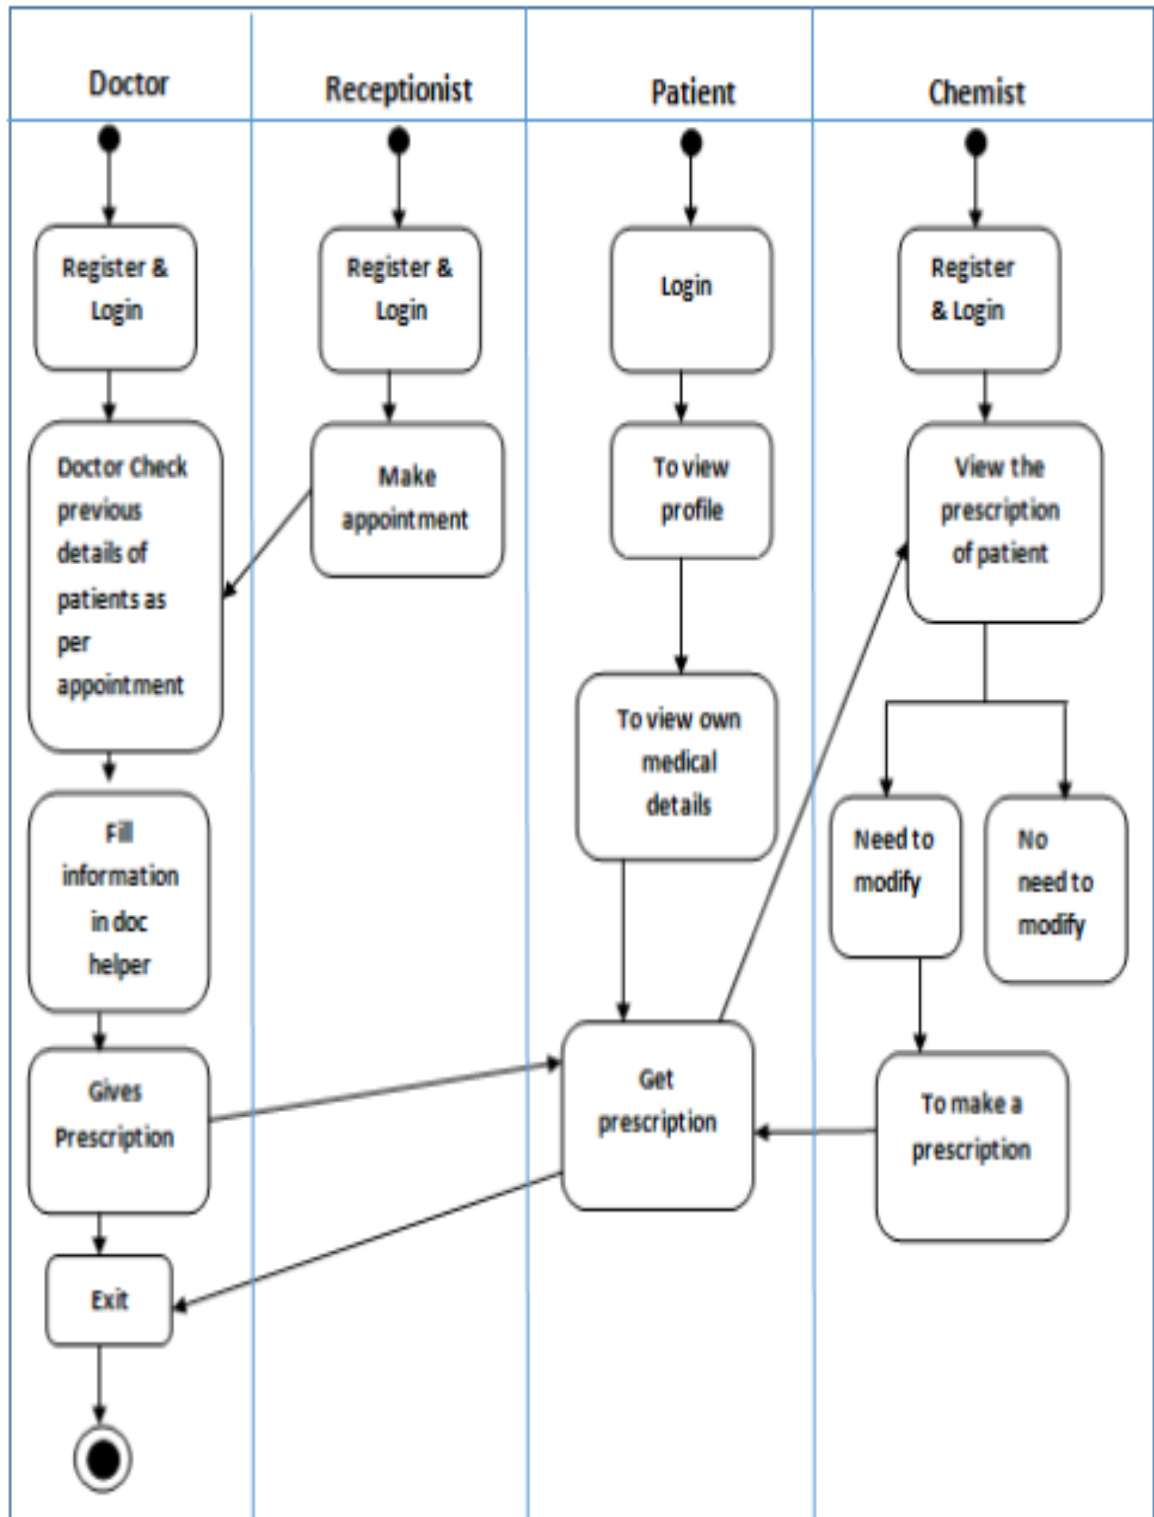 Doctor
Receptionist
Patient
Chemist
Register &
Login
Register &
Login
Login
Register
& Login
Doctor Check
previous
details of
patients as
per
appointment
Make
appointment
To view
profile
View the
prescription
of patient
To view own
medical
details
Fill
information
in doc
helper
Need to
modify
No
need to
modify
Gives
Prescription
Get
prescription
To make a
prescription
Exit